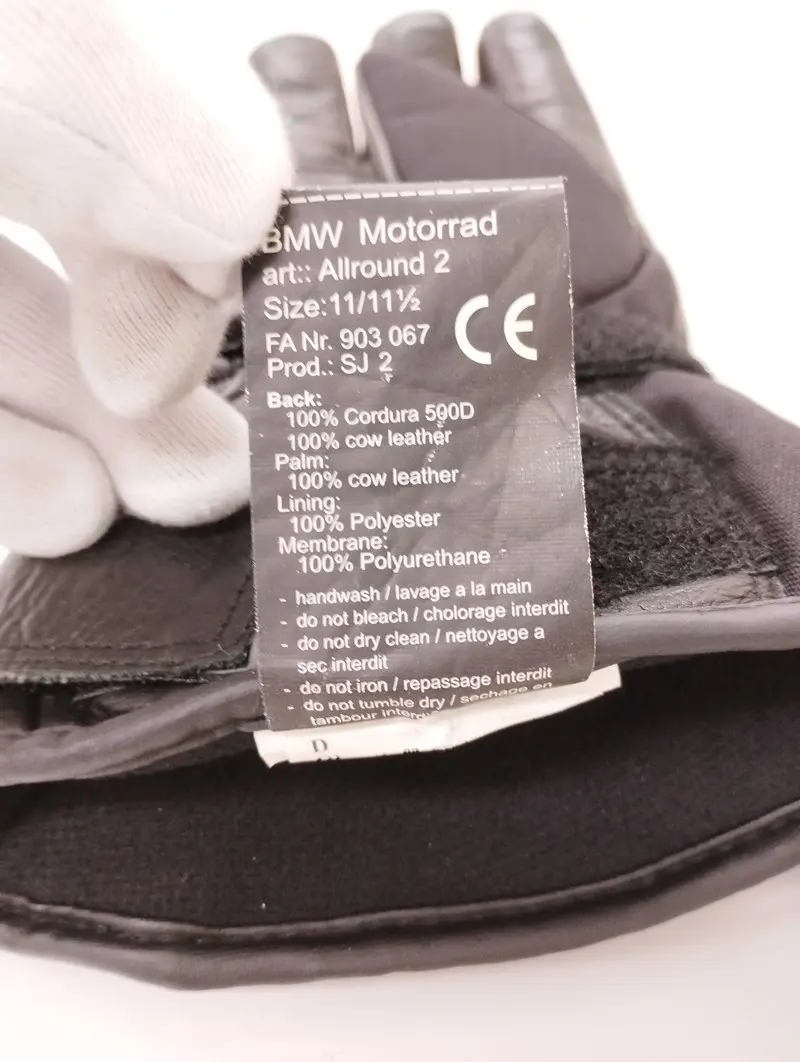 BMW Motorrad
art:: Allround 2
Size:11/11½
FA Nr. 903 067
Prod.: SJ 2
CE
Back:
100% Cordura 500D
100% cow leather
Palm:
100% cow leather
Lining:
100% Polyester
Membrane:
100% Polyurethane
- handwash / lavage a la main
- do not bleach / cholorage interdit
- do not dry clean / nettoyage a
sec interdit
- do not iron / repassage interdit
- do not tumble dry / sechage en
tambour interdit
D